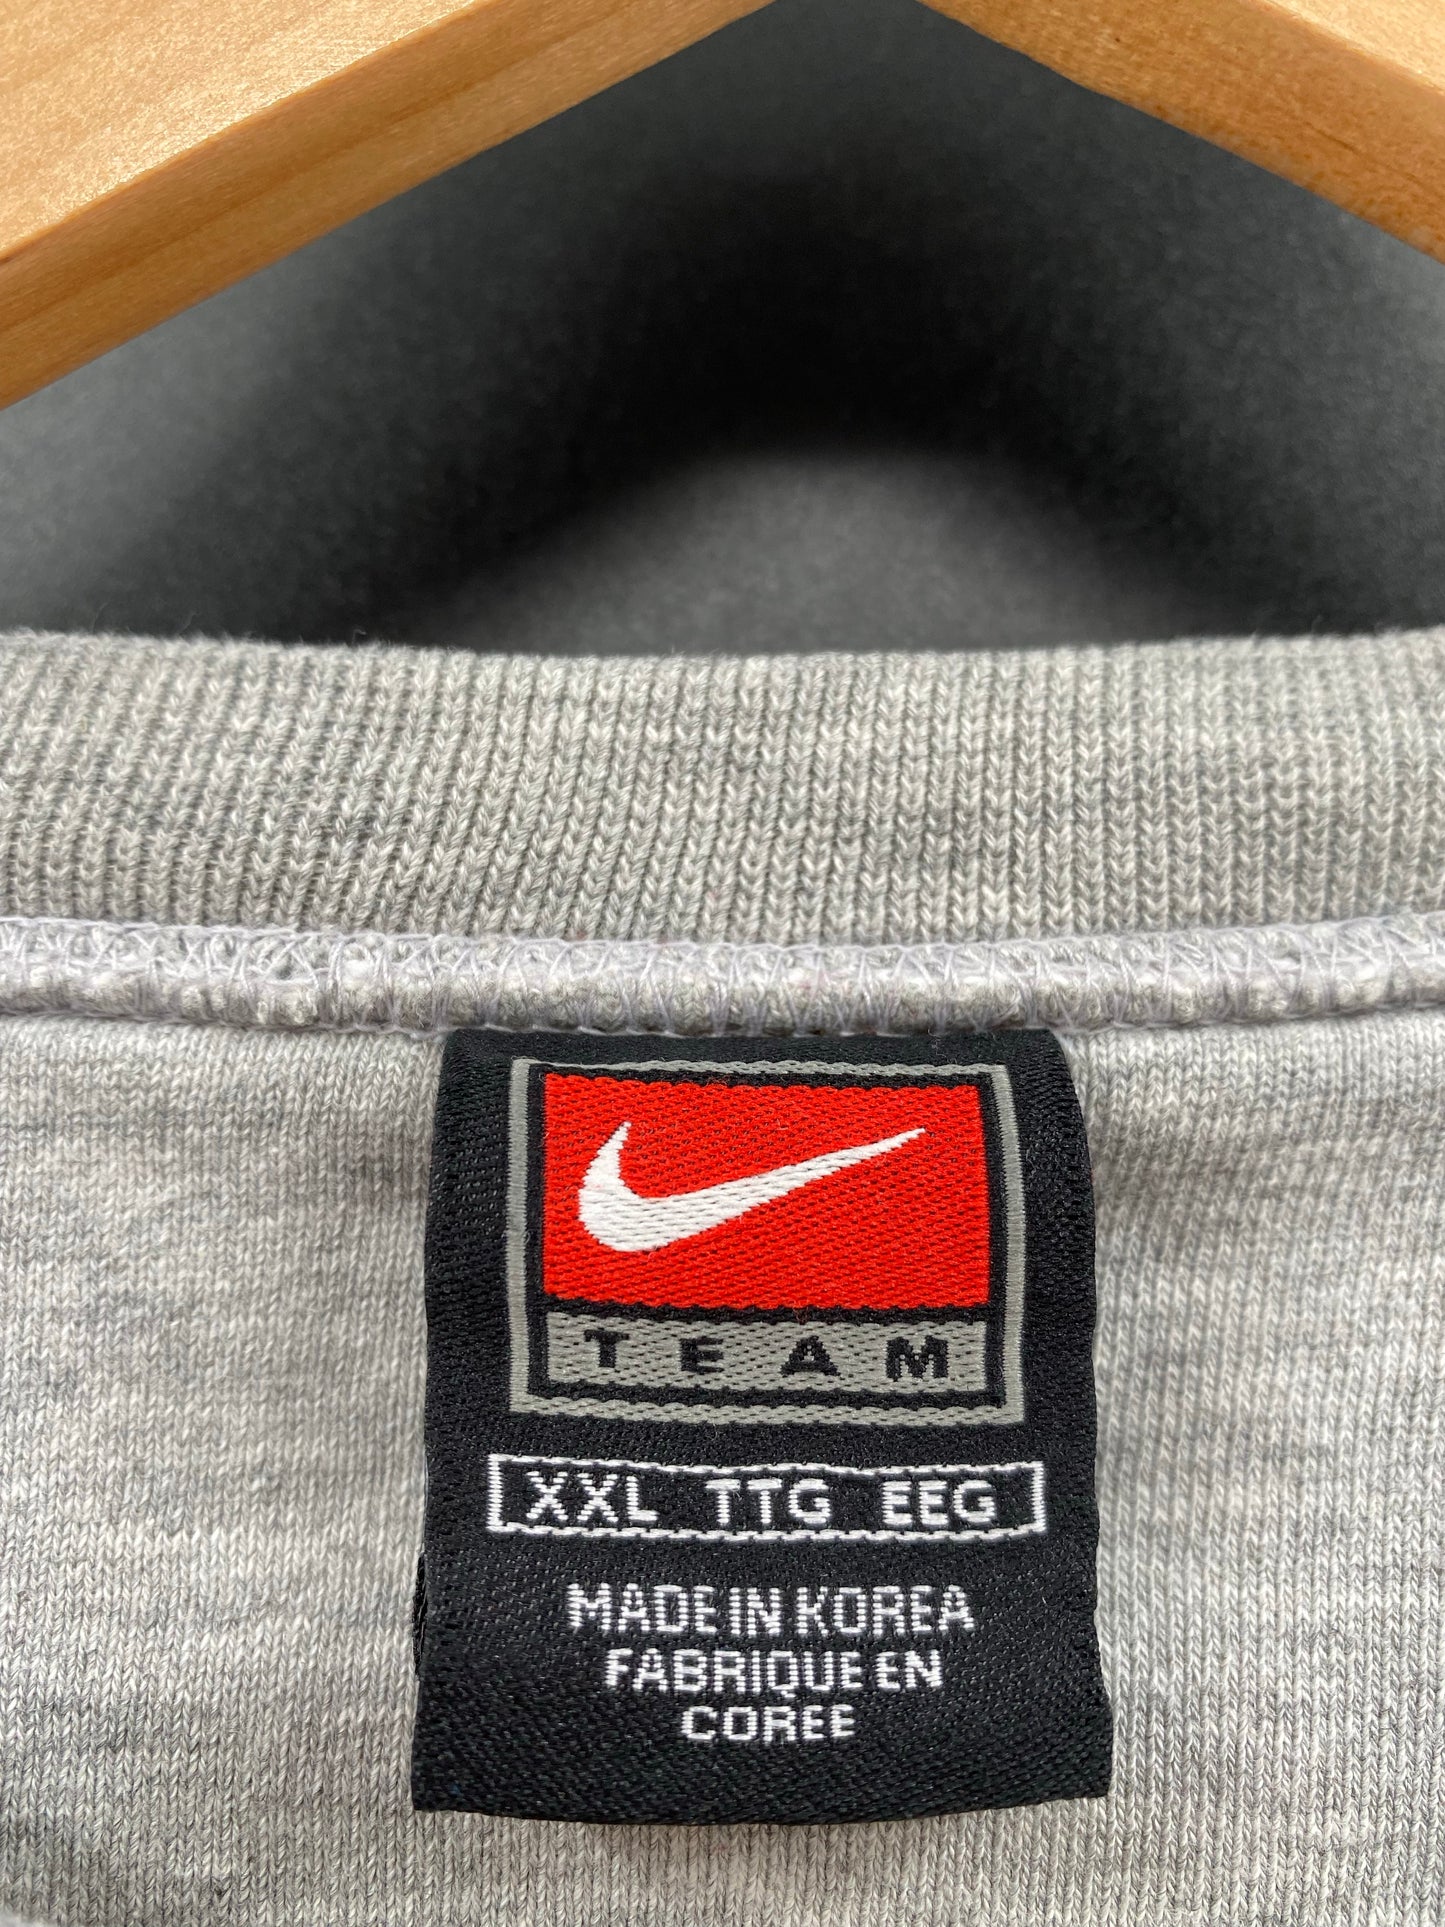 TEAM
XXL TTG EEG
MADE IN KOREA
FABRIQUE EN
COREE